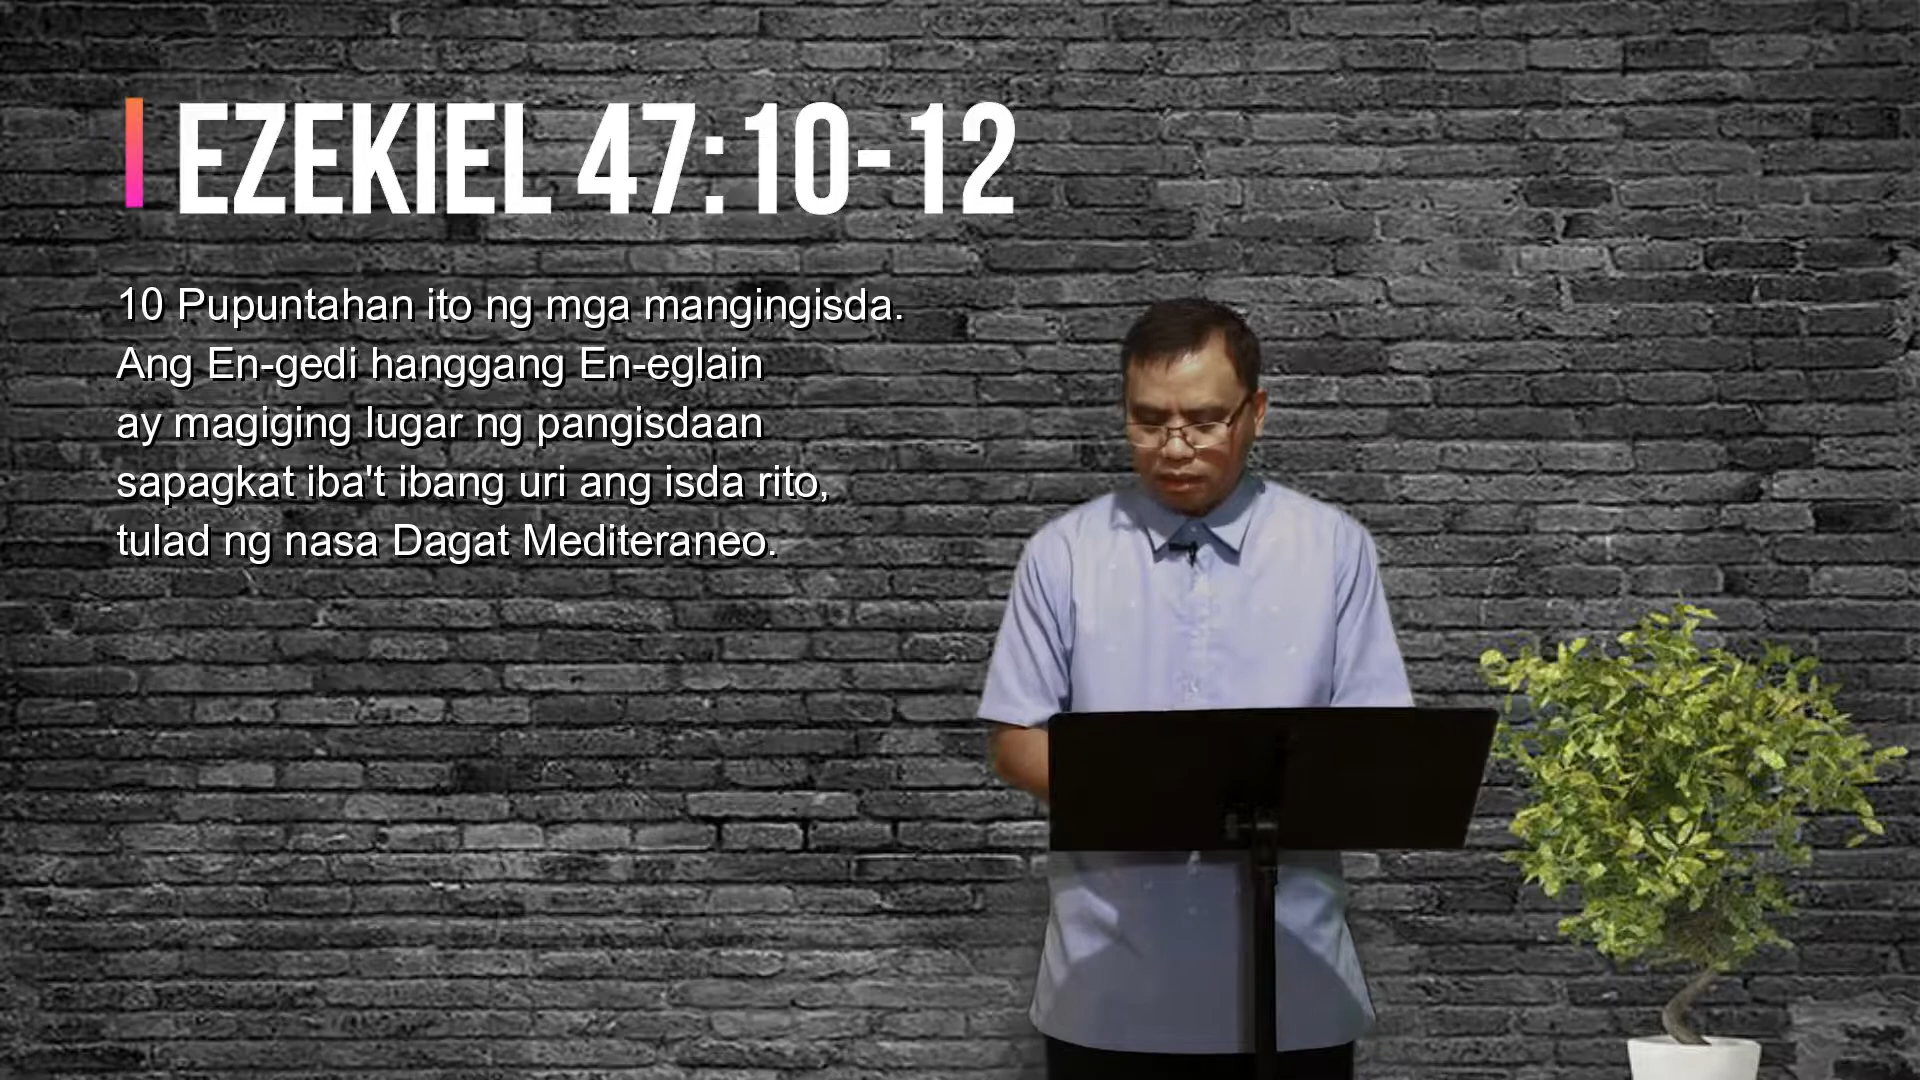 EZEKIEL 47:10-12
10 Pupuntahan ito ng mga mangingisda.
Ang En-gedi hanggang En-eglain
ay magiging lugar ng pangisdaan
sapagkat iba't ibang uri ang isda rito,
tulad ng nasa Dagat Mediteraneo.